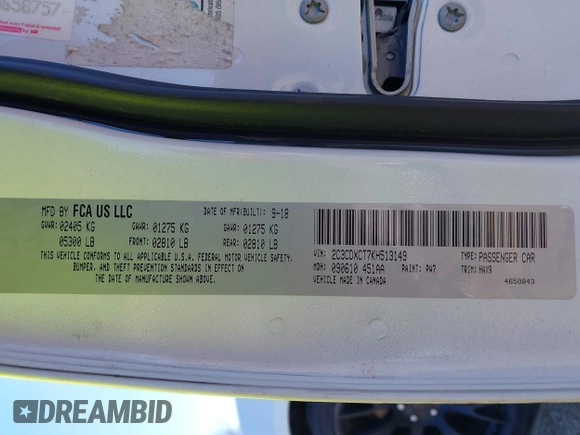 656757
MFD BY FCA US LLC
DATE OF MFR(BUILT): 9-18
GVWR: 02405 KG GAWR: 01275 KG GAWR: 01275 KG
05300 LB FRONT: 02810 LB REAR: 02810 LB
THIS VEHICLE CONFORMS TO ALL APPLICABLE U.S.A. FEDERAL MOTOR VEHICLE SAFETY,
BUMPER, AND THEFT PREVENTION STANDARDS IN EFFECT ON
THE DATE OF MANUFACTURE SHOWN ABOVE.
VIN: 2C3CDXCT7KH513149 TYPE: PASSENGER CAR
MDH: 090610 451AA PAINT: PW7 TRIM: HAX9
VEHICLE MADE IN CANADA 4658843
DREAMBID